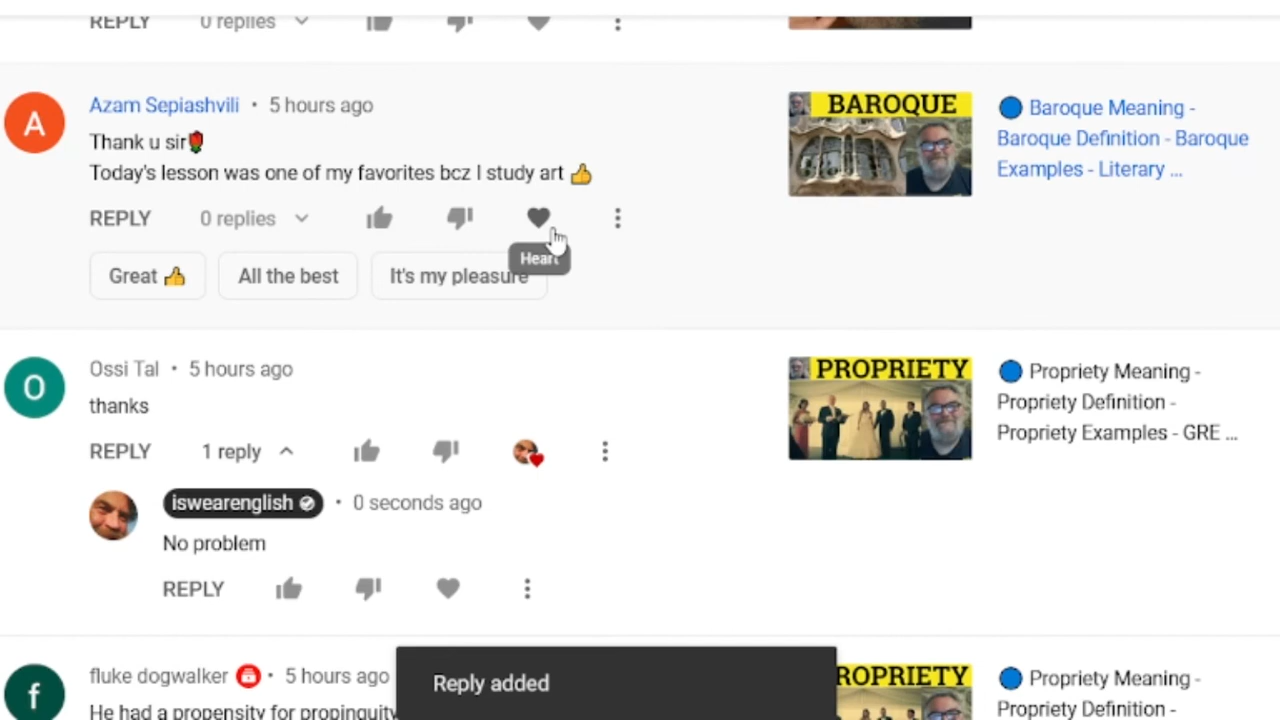 REPLY 0 replies
A
Azam Sepiashvili • 5 hours ago
Thank u sir🌹
Today's lesson was one of my favorites bcz I study art 👍
REPLY 0 replies
Heart
Great 👍 All the best It's my pleasure
BAROQUE
🔵 Baroque Meaning -
Baroque Definition - Baroque
Examples - Literary ...
O
Ossi Tal • 5 hours ago
thanks
REPLY 1 reply
iswearenglish • 0 seconds ago
No problem
REPLY
PROPRIETY
🔵 Propriety Meaning -
Propriety Definition -
Propriety Examples - GRE ...
f
fluke dogwalker • 5 hours ago
He had a propensity for propinquity
Reply added
ROPRIETY
🔵 Propriety Meaning -
Propriety Definition -